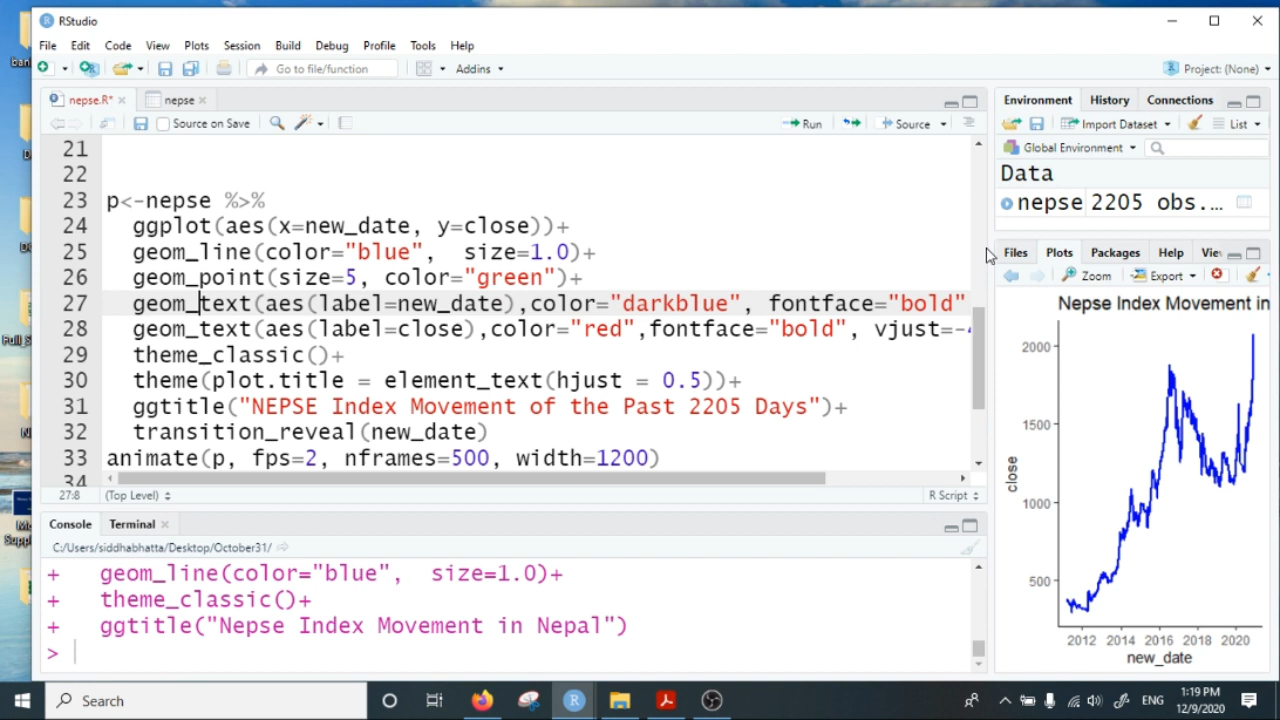 RStudio
File Edit Code View Plots Session Build Debug Profile Tools Help
Go to file/function Addins Project: (None)
nepse.R* nepse
Source on Save Run Source
21
22
23 p<-nepse %>%
24 ggplot(aes(x=new_date, y=close))+
25 geom_line(color="blue", size=1.0)+
26 geom_point(size=5, color="green")+
27 geom_text(aes(label=new_date),color="darkblue", fontface="bold"
28 geom_text(aes(label=close),color="red",fontface="bold", vjust=-
29 theme_classic()+
30 theme(plot.title = element_text(hjust = 0.5))+
31 ggtitle("NEPSE Index Movement of the Past 2205 Days")+
32 transition_reveal(new_date)
33 animate(p, fps=2, nframes=500, width=1200)
34
27:8 (Top Level) R Script
Console Terminal
C:/Users/siddhabhatta/Desktop/October31/
+ geom_line(color="blue", size=1.0)+
+ theme_classic()+
+ ggtitle("Nepse Index Movement in Nepal")
>
Environment History Connections
Import Dataset List
Global Environment
Data
nepse 2205 obs.…
Files Plots Packages Help Vi
Zoom Export
Nepse Index Movement in
2000
1500
1000
500
close
2012 2014 2016 2018 2020
new_date
Search ENG 1:19 PM
12/9/2020